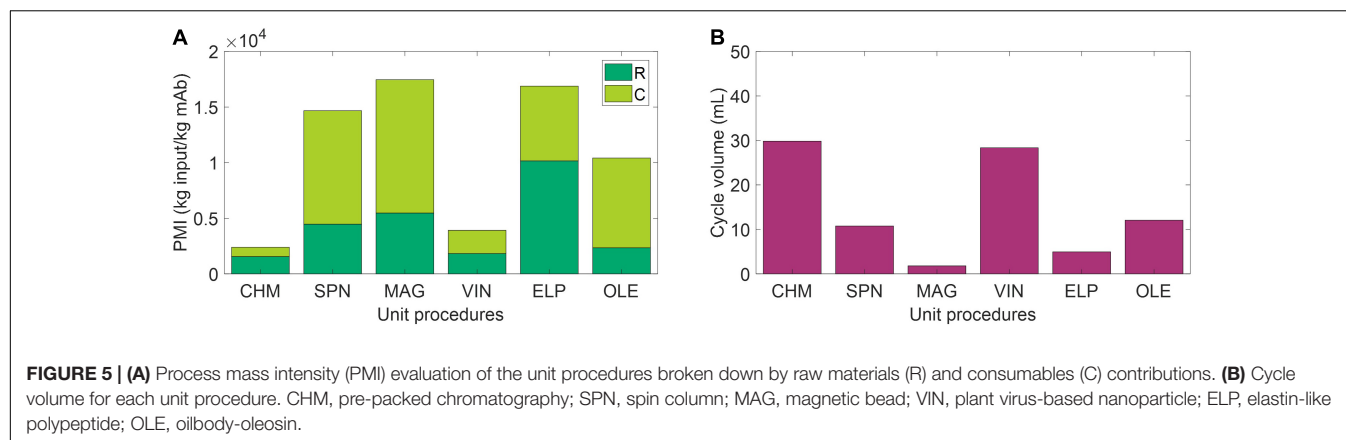 A
×10⁴
2
1.5
1
0.5
0
PMI (kg input/kg mAb)
R
C
CHM SPN MAG VIN ELP OLE
Unit procedures
B
50
40
30
20
10
0
Cycle volume (mL)
CHM SPN MAG VIN ELP OLE
Unit procedures
FIGURE 5 | (A) Process mass intensity (PMI) evaluation of the unit procedures broken down by raw materials (R) and consumables (C) contributions. (B) Cycle
volume for each unit procedure. CHM, pre-packed chromatography; SPN, spin column; MAG, magnetic bead; VIN, plant virus-based nanoparticle; ELP, elastin-like
polypeptide; OLE, oilbody-oleosin.